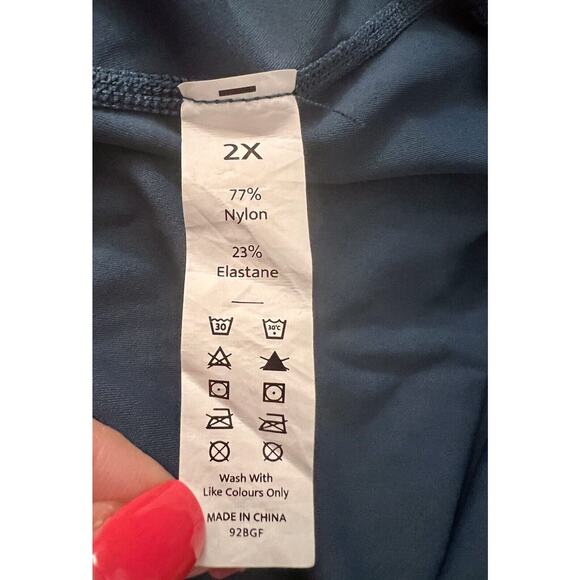 2X
77%
Nylon
23%
Elastane
30 30°C
Wash With
Like Colours Only
MADE IN CHINA
92BGF